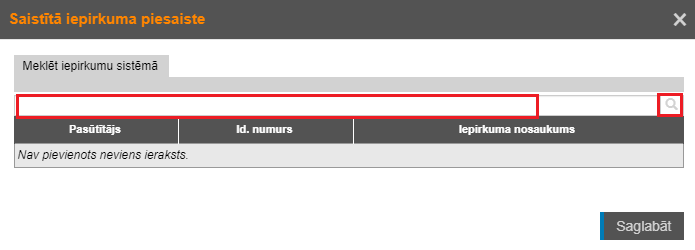 Saistītā iepirkuma piesaiste
Meklēt iepirkumu sistēmā
Pasūtītājs Id. numurs Iepirkuma nosaukums
Nav pievienots neviens ieraksts.
Saglabāt